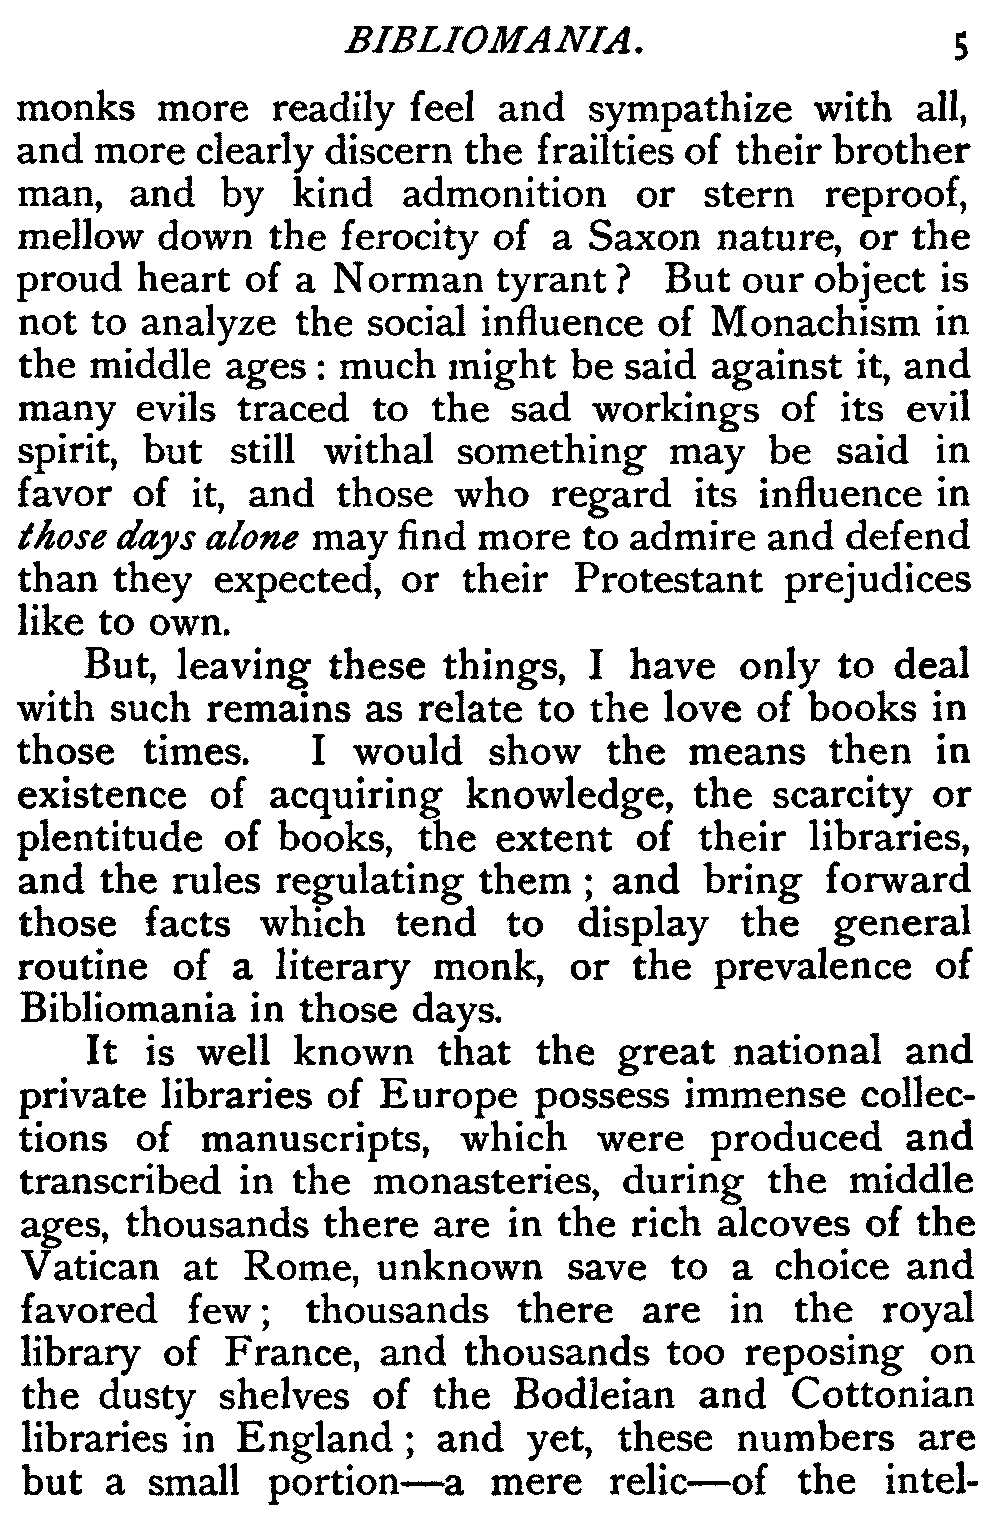 BIBLIOMANIA. 5
monks more readily feel and sympathize with all,
and more clearly discern the frailties of their brother
man, and by kind admonition or stern reproof,
mellow down the ferocity of a Saxon nature, or the
proud heart of a Norman tyrant? But our object is
not to analyze the social influence of Monachism in
the middle ages: much might be said against it, and
many evils traced to the sad workings of its evil
spirit, but still withal something may be said in
favor of it, and those who regard its influence in
those days alone may find more to admire and defend
than they expected, or their Protestant prejudices
like to own.
But, leaving these things, I have only to deal
with such remains as relate to the love of books in
those times. I would show the means then in
existence of acquiring knowledge, the scarcity or
plentitude of books, the extent of their libraries,
and the rules regulating them; and bring forward
those facts which tend to display the general
routine of a literary monk, or the prevalence of
Bibliomania in those days.
It is well known that the great national and
private libraries of Europe possess immense collec-
tions of manuscripts, which were produced and
transcribed in the monasteries, during the middle
ages, thousands there are in the rich alcoves of the
Vatican at Rome, unknown save to a choice and
favored few; thousands there are in the royal
library of France, and thousands too reposing on
the dusty shelves of the Bodleian and Cottonian
libraries in England; and yet, these numbers are
but a small portion—a mere relic—of the intel-